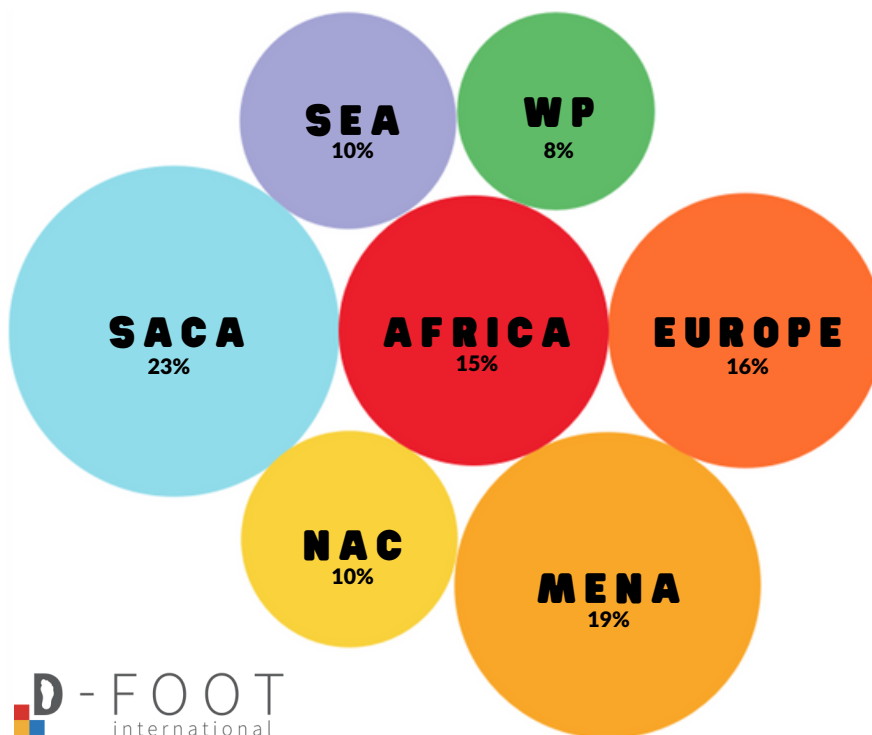 SEA
10%
WP
8%
SACA
23%
AFRICA
15%
EUROPE
16%
NAC
10%
MENA
19%
D-FOOT
international